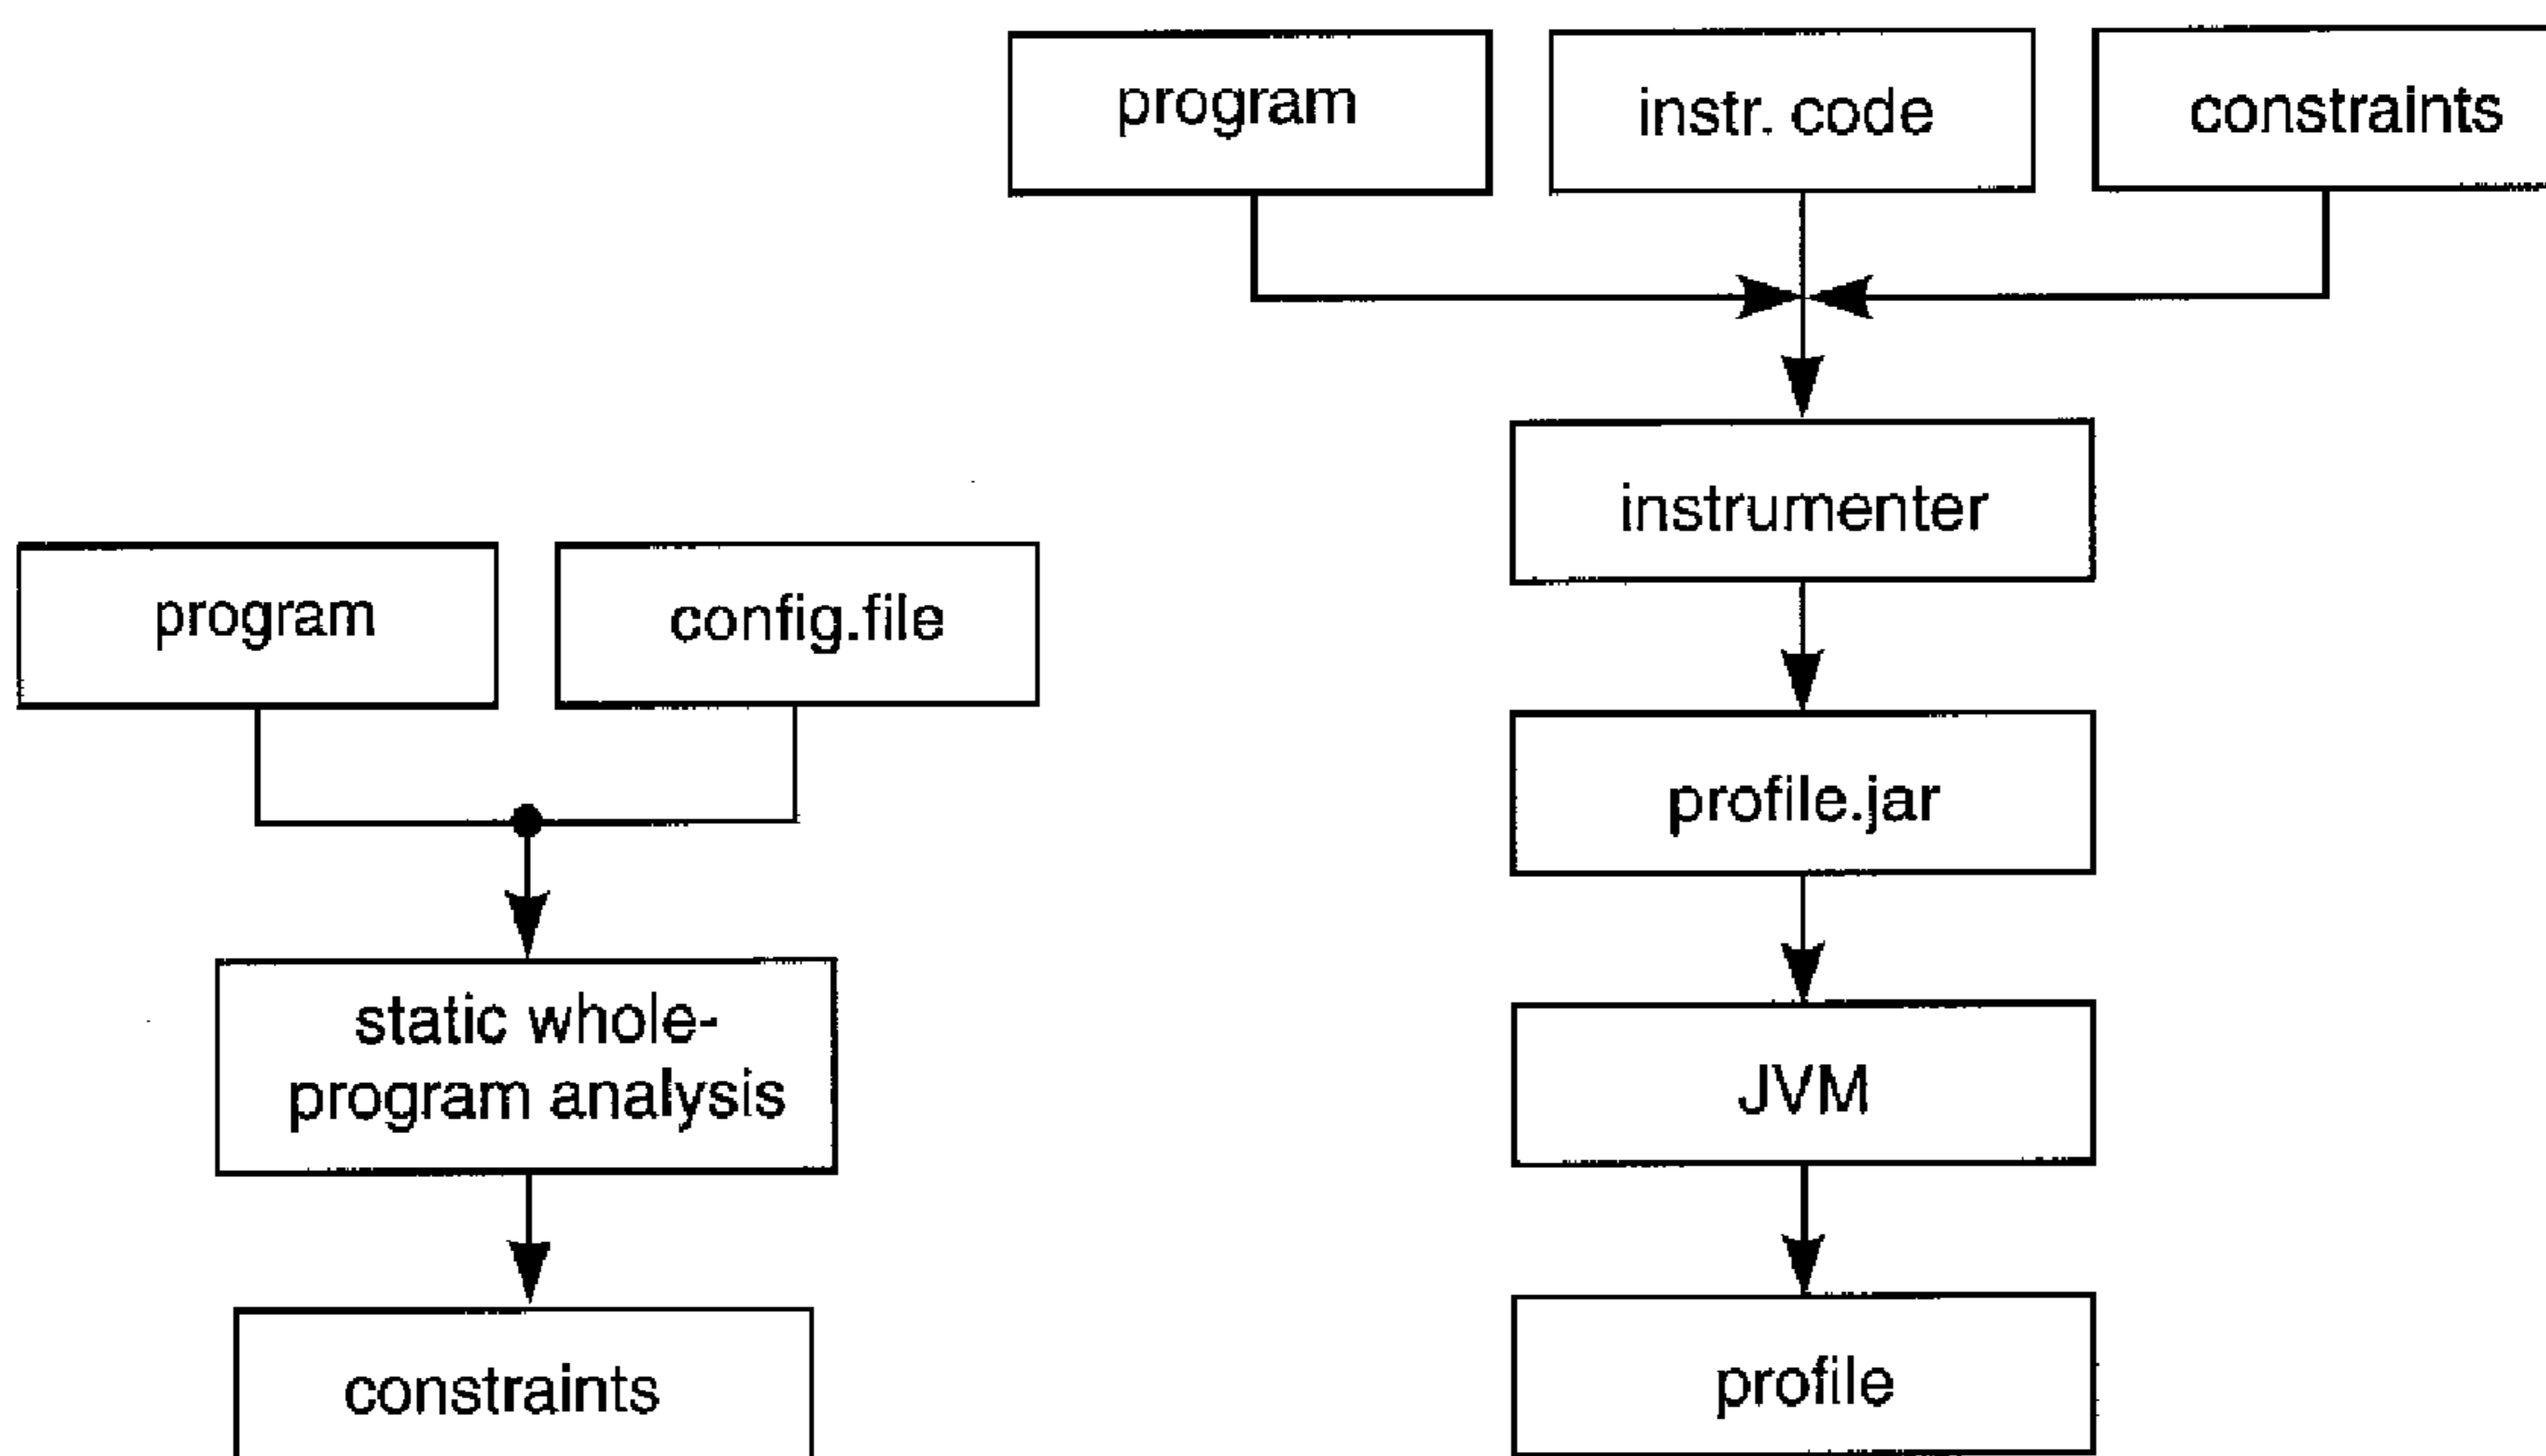 program
instr. code
constraints
instrumenter
program
config.file
profile.jar
static whole-
program analysis
JVM
constraints
profile